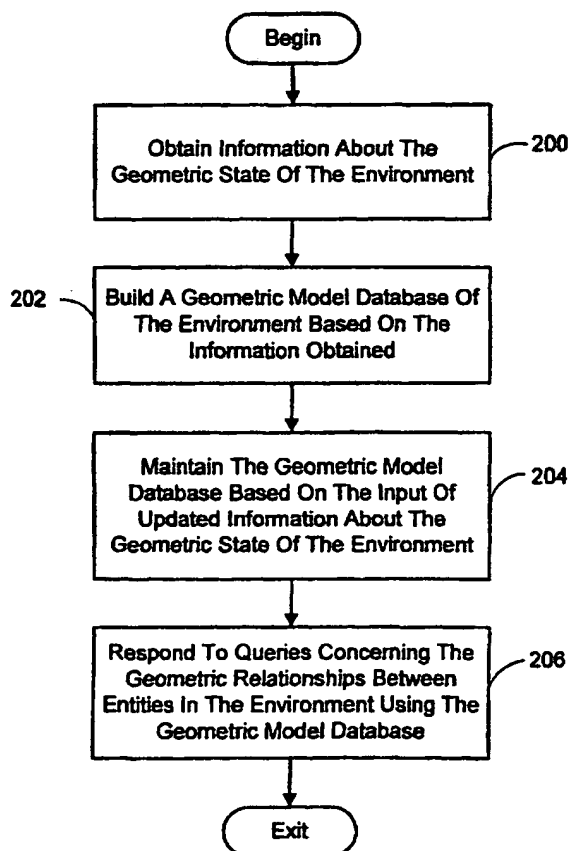 Begin
Obtain Information About The
Geometric State Of The Environment
200
202
Build A Geometric Model Database Of
The Environment Based On The
Information Obtained
Maintain The Geometric Model
Database Based On The Input Of
Updated Information About The
Geometric State Of The Environment
204
Respond To Queries Concerning The
Geometric Relationships Between
Entities In The Environment Using The
Geometric Model Database
206
Exit